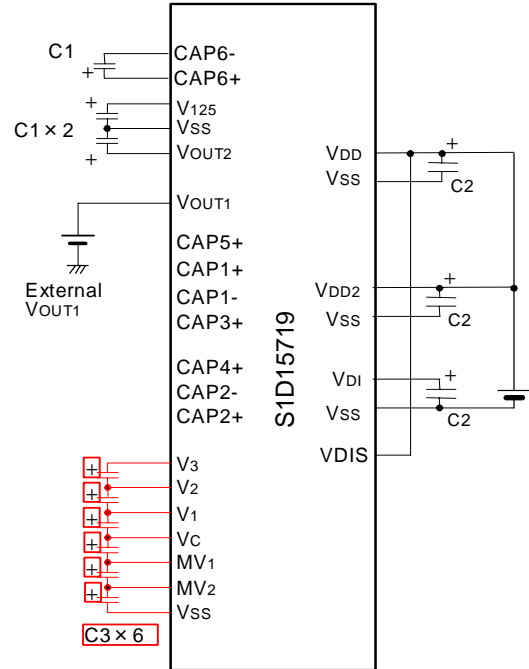 C1
+
CAP6-
CAP6+
+
V125
C1 × 2
VSS
+
VOUT2
VOUT1
External
VOUT1
CAP5+
CAP1+
CAP1-
CAP3+
CAP4+
CAP2-
CAP2+
+
V3
+
V2
+
V1
+
VC
+
MV1
+
MV2
VSS
C3 × 6
S1D15719
VDD
+
VSS
C2
VDD2
+
VSS
C2
VDI
+
VSS
C2
VDIS